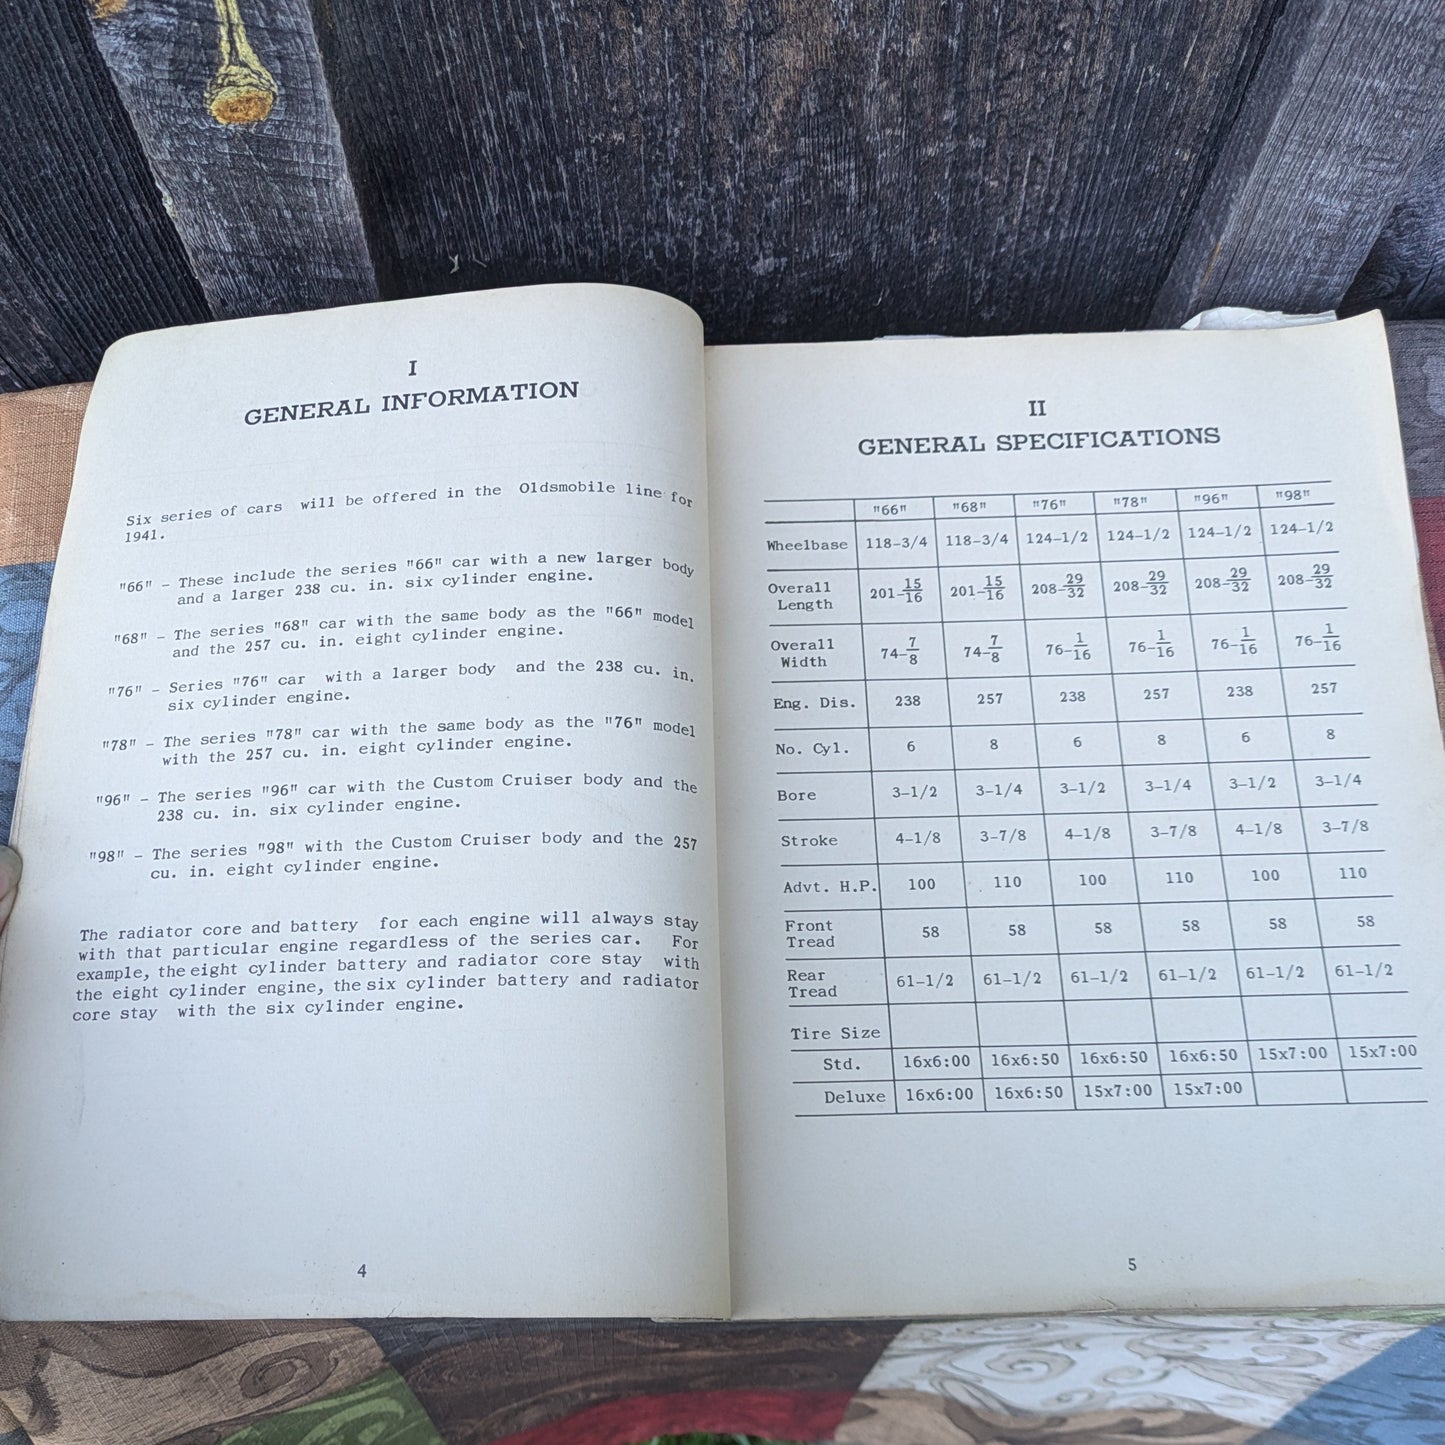 I
GENERAL INFORMATION
Six series of cars will be offered in the Oldsmobile line for
1941.
"66" - These include the series "66" car with a new larger body
and a larger 238 cu. in. six cylinder engine.
"68" - The series "68" car with the same body as the "66" model
and the 257 cu. in. eight cylinder engine.
"76" - Series "76" car with a larger body and the 238 cu. in.
six cylinder engine.
"78" - The series "78" car with the same body as the "76" model
with the 257 cu. in. eight cylinder engine.
"96" - The series "96" car with the Custom Cruiser body and the
238 cu. in. six cylinder engine.
"98" - The series "98" with the Custom Cruiser body and the 257
cu. in. eight cylinder engine.
The radiator core and battery for each engine will always stay
with that particular engine regardless of the series car. For
example, the eight cylinder battery and radiator core stay with
the eight cylinder engine, the six cylinder battery and radiator
core stay with the six cylinder engine.
4
II
GENERAL SPECIFICATIONS
"66" "68" "76" "78" "96" "98"
Wheelbase 118-3/4 118-3/4 124-1/2 124-1/2 124-1/2 124-1/2
Overall
Length 201-15/16 201-15/16 208-29/32 208-29/32 208-29/32 208-29/32
Overall
Width 74-7/8 74-7/8 76-1/16 76-1/16 76-1/16 76-1/16
Eng. Dis. 238 257 238 257 238 257
No. Cyl. 6 8 6 8 6 8
Bore 3-1/2 3-1/4 3-1/2 3-1/4 3-1/2 3-1/4
Stroke 4-1/8 3-7/8 4-1/8 3-7/8 4-1/8 3-7/8
Advt. H.P. 100 110 100 110 100 110
Front
Tread 58 58 58 58 58 58
Rear
Tread 61-1/2 61-1/2 61-1/2 61-1/2 61-1/2 61-1/2
Tire Size
Std. 16x6:00 16x6:50 16x6:50 16x6:50 15x7:00 15x7:00
Deluxe 16x6:00 16x6:50 15x7:00 15x7:00
5